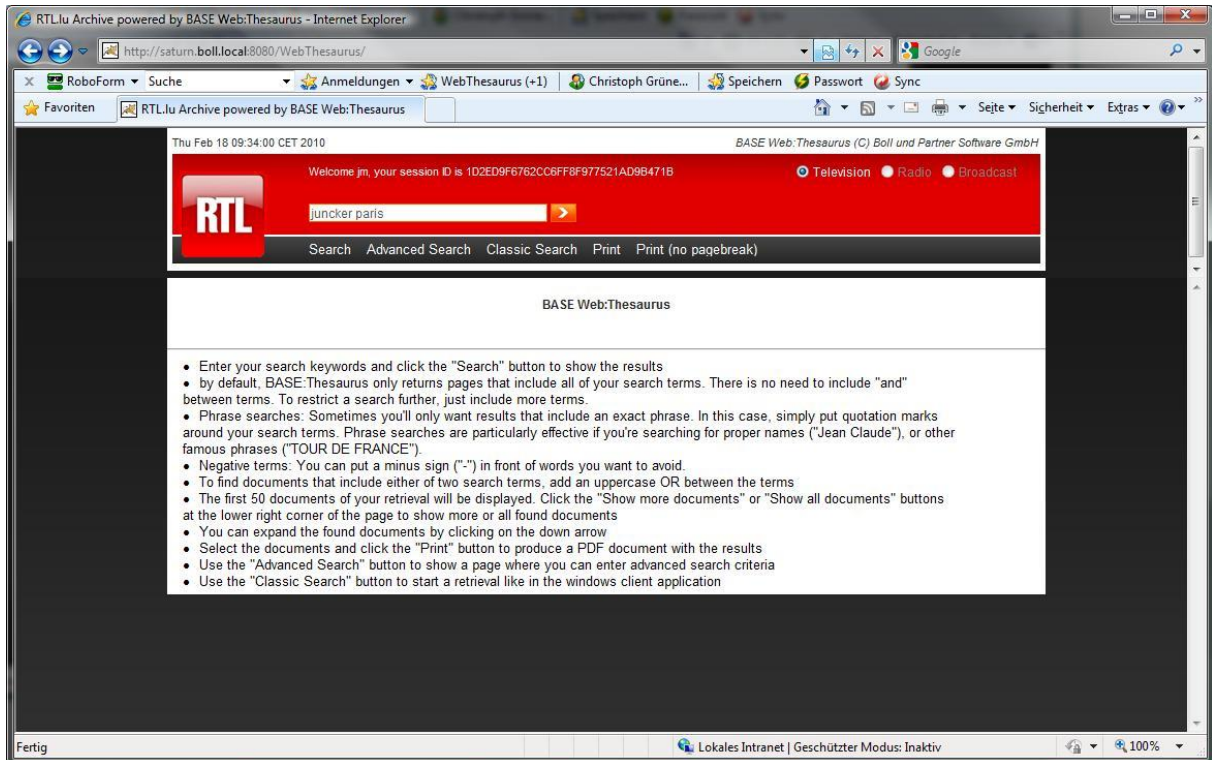 RTL.lu Archive powered by BASE Web:Thesaurus - Internet Explorer
http://saturn.boll.local:8080/WebThesaurus/
Google
x RoboForm Suche Anmeldungen WebThesaurus (+1) Christoph Grüne... Speichern Passwort Sync
Favoriten RTL.lu Archive powered by BASE Web:Thesaurus Seite Sicherheit Extras
Thu Feb 18 09:34:00 CET 2010 BASE Web:Thesaurus (C) Boll und Partner Software GmbH
Welcome jm, your session ID is 1D2ED9F6762CC6FF8F977521AD9B471B Television Radio Broadcast
RTL
juncker paris
Search Advanced Search Classic Search Print Print (no pagebreak)
BASE Web:Thesaurus
• Enter your search keywords and click the "Search" button to show the results
• by default, BASE:Thesaurus only returns pages that include all of your search terms. There is no need to include "and"
between terms. To restrict a search further, just include more terms.
• Phrase searches: Sometimes you'll only want results that include an exact phrase. In this case, simply put quotation marks
around your search terms. Phrase searches are particularly effective if you're searching for proper names ("Jean Claude"), or other
famous phrases ("TOUR DE FRANCE").
• Negative terms: You can put a minus sign ("-") in front of words you want to avoid.
• To find documents that include either of two search terms, add an uppercase OR between the terms
• The first 50 documents of your retrieval will be displayed. Click the "Show more documents" or "Show all documents" buttons
at the lower right corner of the page to show more or all found documents
• You can expand the found documents by clicking on the down arrow
• Select the documents and click the "Print" button to produce a PDF document with the results
• Use the "Advanced Search" button to show a page where you can enter advanced search criteria
• Use the "Classic Search" button to start a retrieval like in the windows client application
Fertig Lokales Intranet | Geschützter Modus: Inaktiv 100%